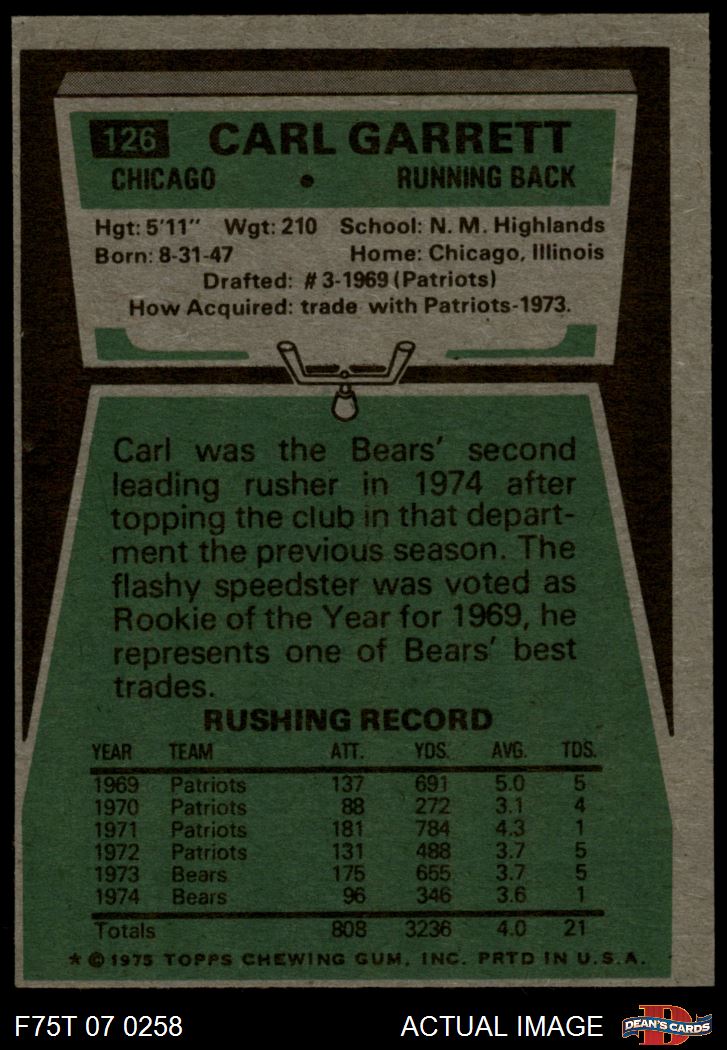 126 CARL GARRETT
CHICAGO • RUNNING BACK
Hgt: 5'11" Wgt: 210 School: N. M. Highlands
Born: 8-31-47 Home: Chicago, Illinois
Drafted: #3-1969 (Patriots)
How Acquired: trade with Patriots-1973.
Carl was the Bears' second
leading rusher in 1974 after
topping the club in that depart-
ment the previous season. The
flashy speedster was voted as
Rookie of the Year for 1969, he
represents one of Bears' best
trades.
RUSHING RECORD
YEAR TEAM ATT. YDS. AVG. TDS.
1969 Patriots 137 691 5.0 5
1970 Patriots 88 272 3.1 4
1971 Patriots 181 784 4.3 1
1972 Patriots 131 488 3.7 5
1973 Bears 175 655 3.7 5
1974 Bears 96 346 3.6 1
Totals 808 3236 4.0 21
* © 1975 TOPPS CHEWING GUM, INC. PRTD IN U.S.A.
F75T 07 0258 ACTUAL IMAGE D DEAN'S CARDS